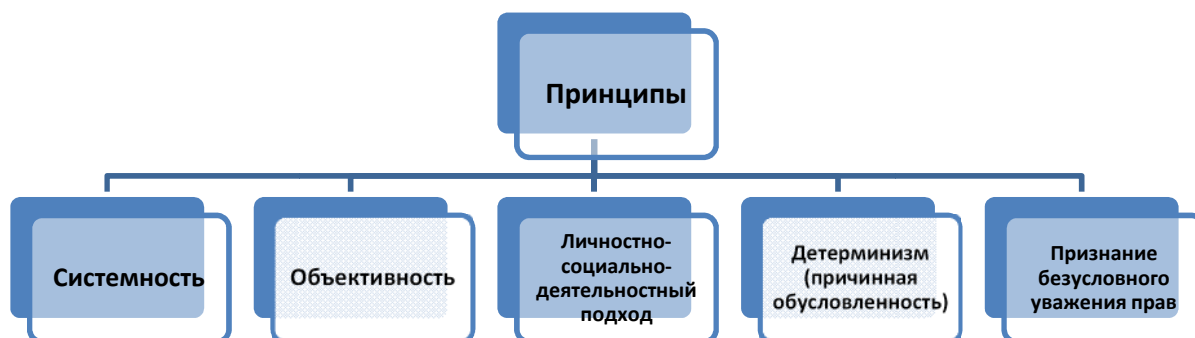 Принципы
Системность
Объективность
Личностно-
социально-
деятельностный
подход
Детерминизм
(причинная
обусловленность)
Признание
безусловного
уважения прав